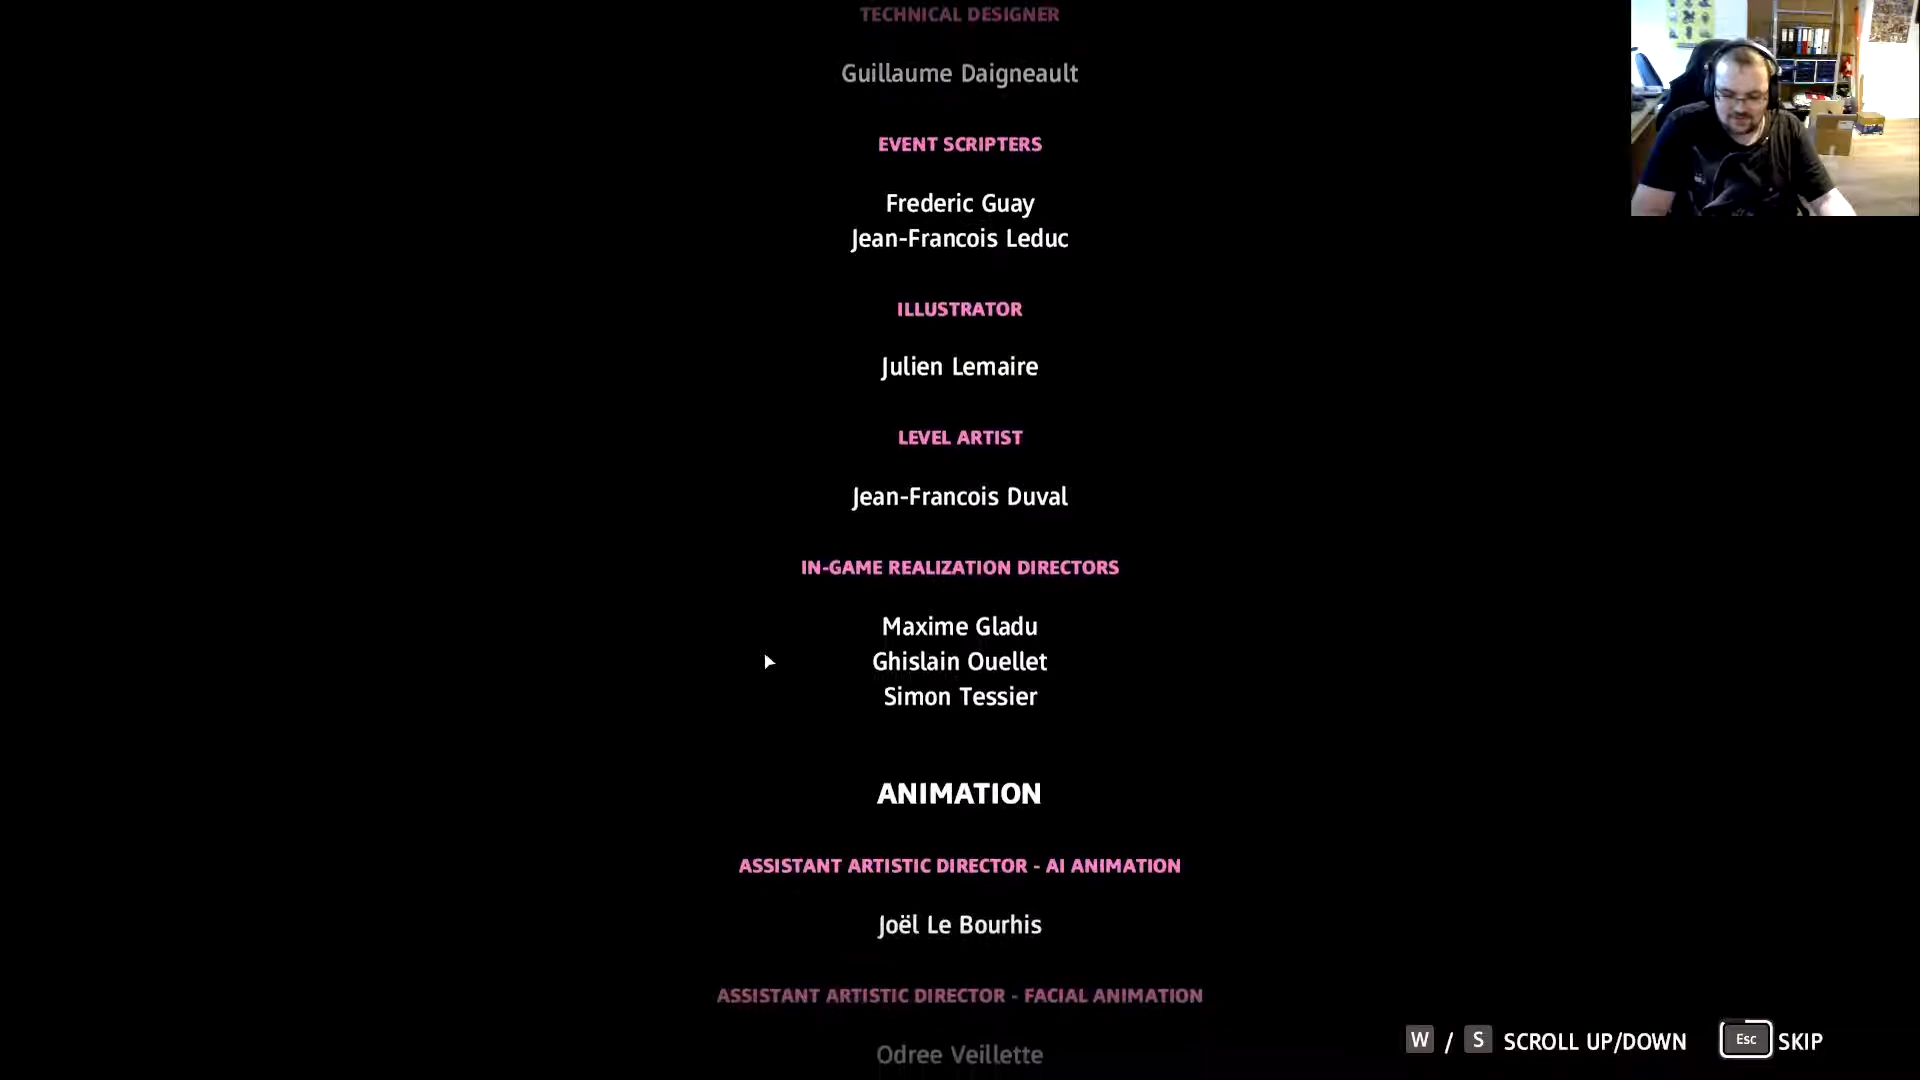 TECHNICAL DESIGNER
Guillaume Daigneault
EVENT SCRIPTERS
Frederic Guay
Jean-Francois Leduc
ILLUSTRATOR
Julien Lemaire
LEVEL ARTIST
Jean-Francois Duval
IN-GAME REALIZATION DIRECTORS
Maxime Gladu
Ghislain Ouellet
Simon Tessier
ANIMATION
ASSISTANT ARTISTIC DIRECTOR - AI ANIMATION
Joël Le Bourhis
ASSISTANT ARTISTIC DIRECTOR - FACIAL ANIMATION
Odree Veillette
W / S SCROLL UP/DOWN Esc SKIP